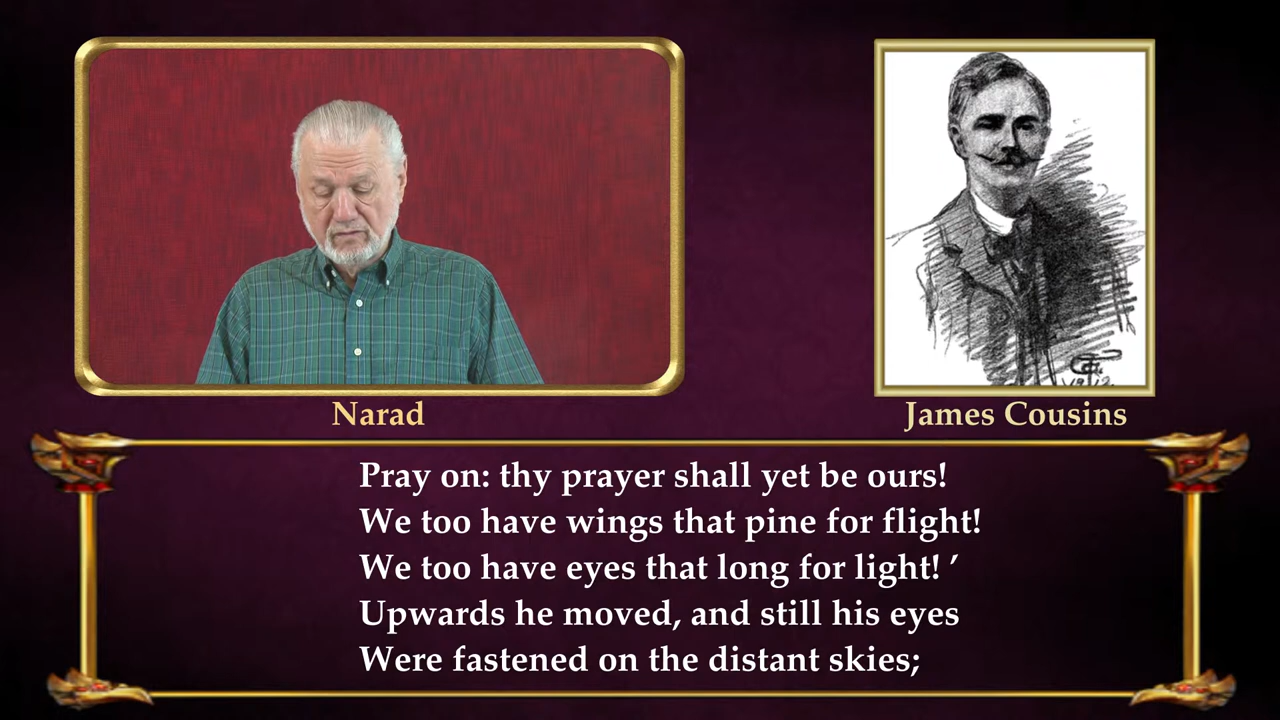 Narad
James Cousins
Pray on: thy prayer shall yet be ours!
We too have wings that pine for flight!
We too have eyes that long for light! ’
Upwards he moved, and still his eyes
Were fastened on the distant skies;